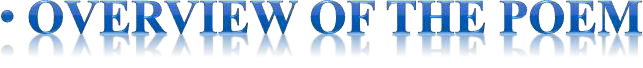 • OVERVIEW OF THE POEM